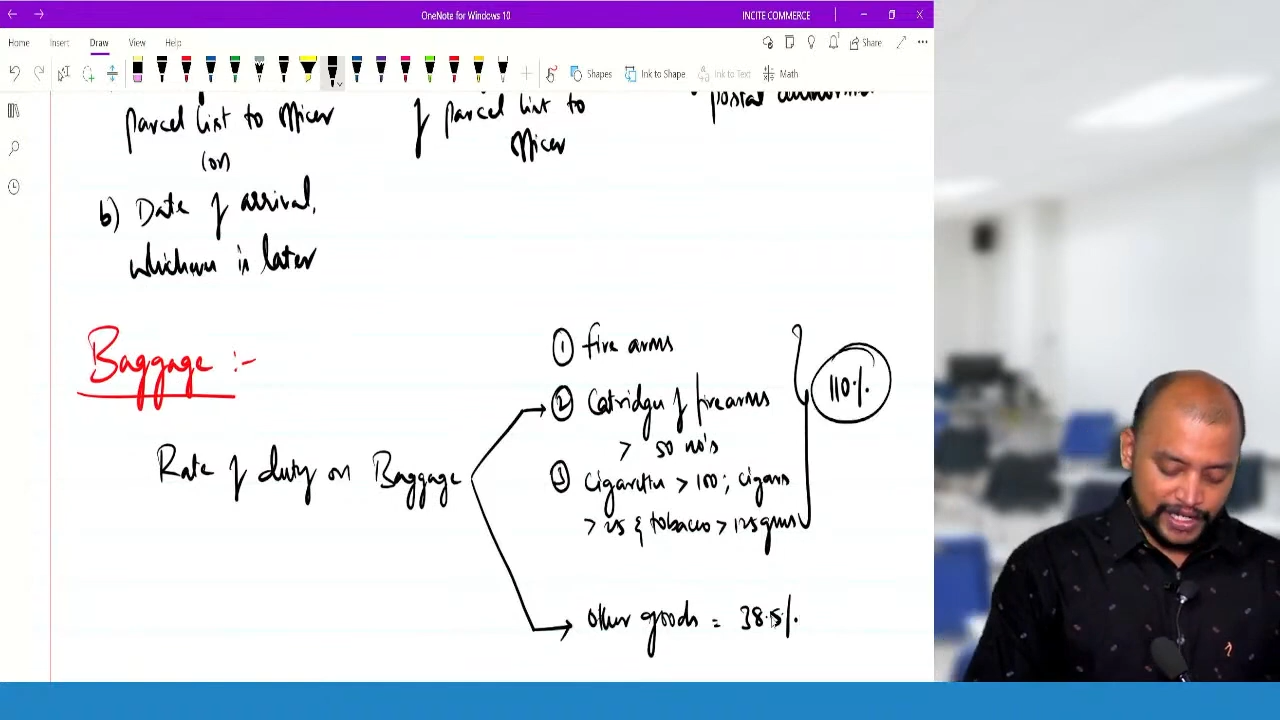 OneNote for Windows 10
INCITE COMMERCE
Home Insert Draw View Help
Share
Shapes Ink to Shape Ink to Text Math
parcel list to officer
(or)
b) Date of arrival,
whichever is later
of parcel list to
officer
postal
Baggage :-
Rate of duty on Baggage
① fire arms
② Catridges of firearms
> 50 no's
③ Cigarettes > 100; cigars
> 25 & tobacco > 125 gms
110%
Other goods = 38.5%